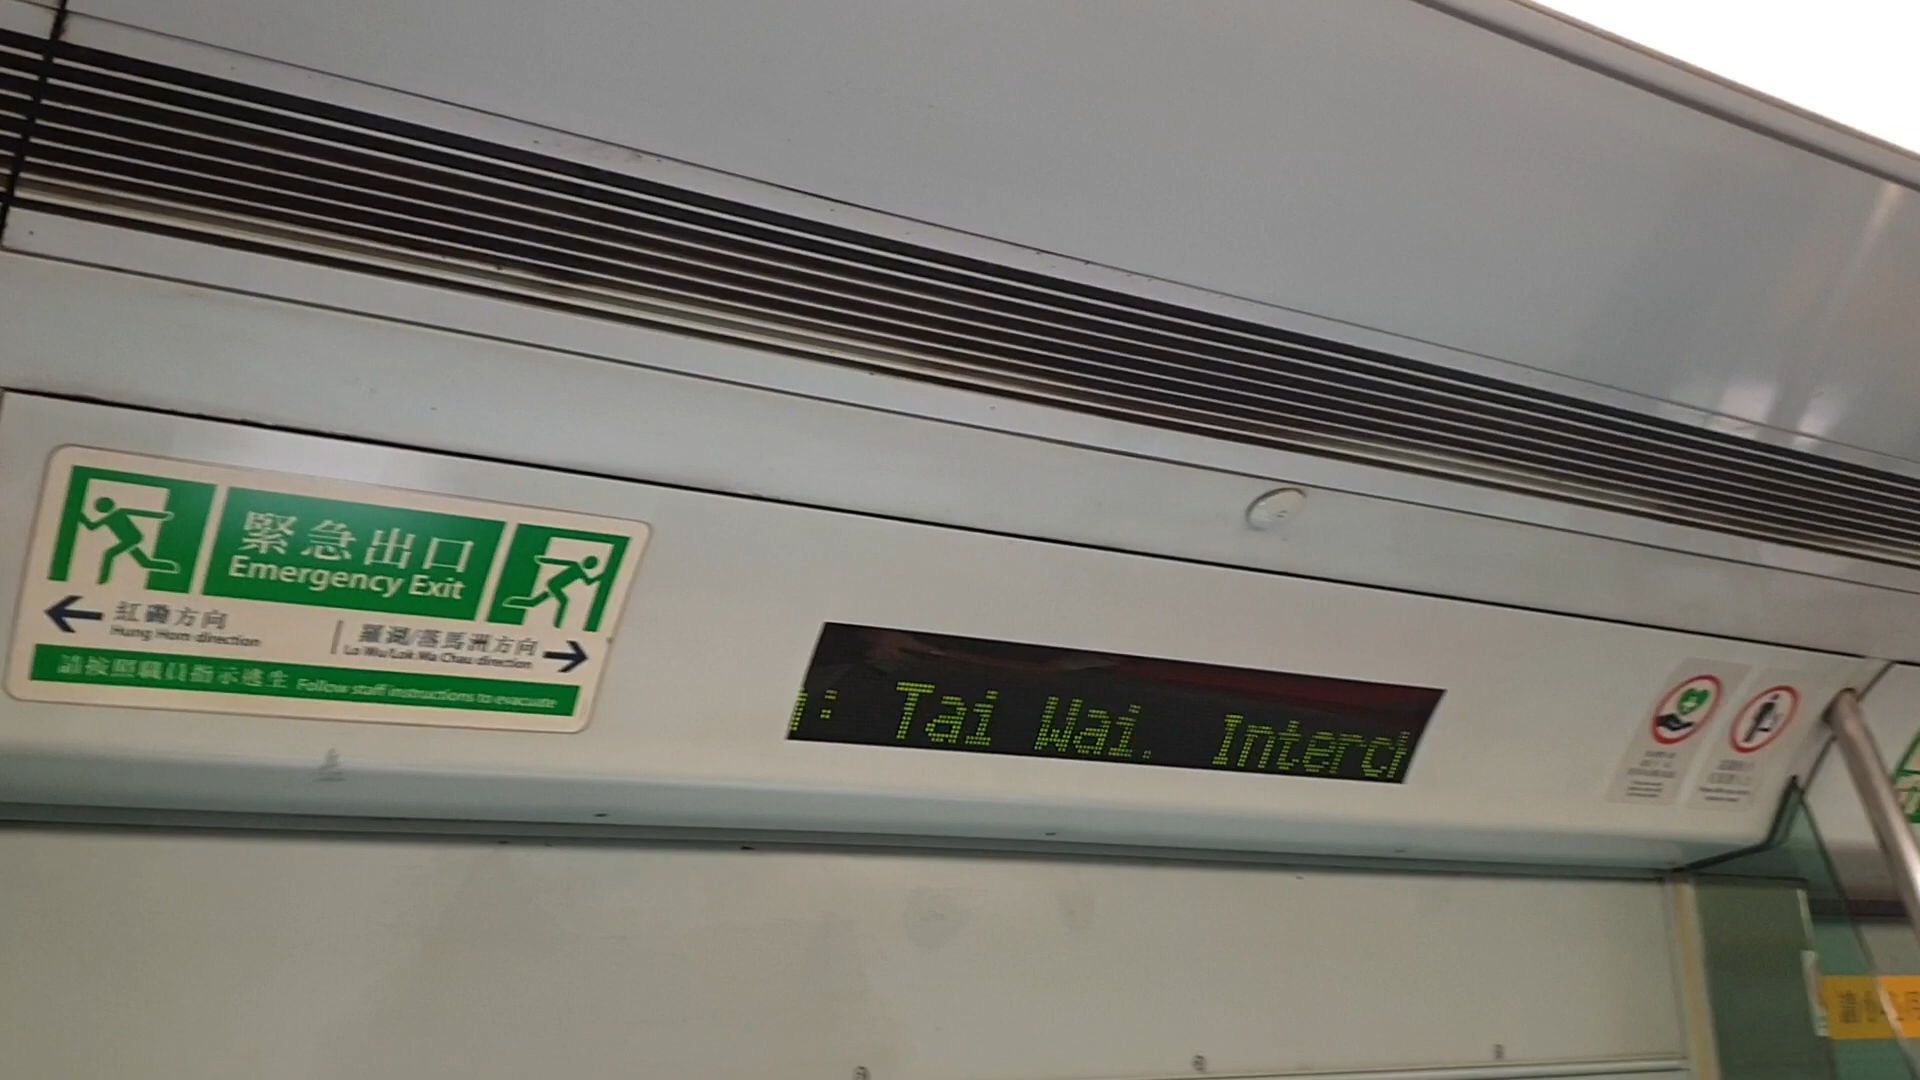 緊急出口
Emergency Exit
紅磡方向
Hung Hom direction
羅湖/落馬洲方向
Lo Wu/Lok Ma Chau direction
請按照職員指示逃生 Follow staff instructions to evacuate
: Tai Wai. Interch